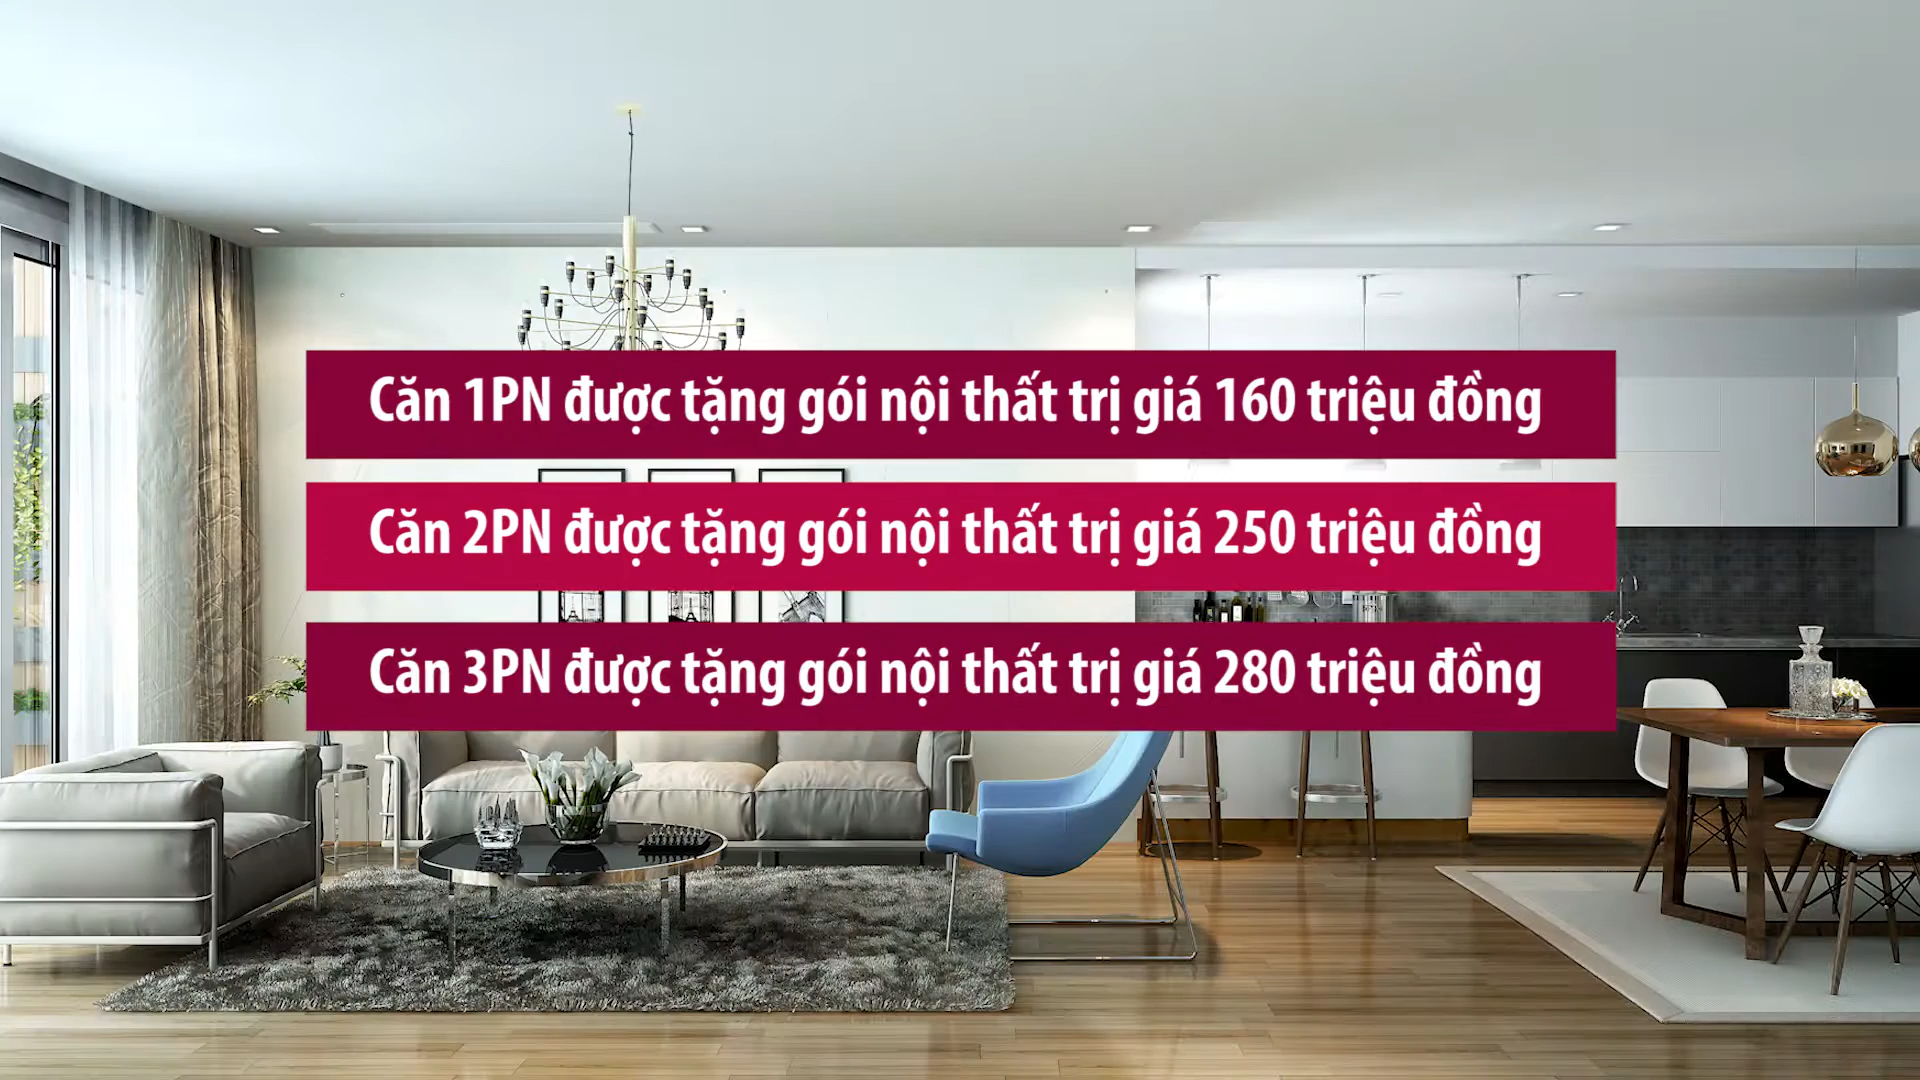 Căn 1PN được tặng gói nội thất trị giá 160 triệu đồng
Căn 2PN được tặng gói nội thất trị giá 250 triệu đồng
Căn 3PN được tặng gói nội thất trị giá 280 triệu đồng